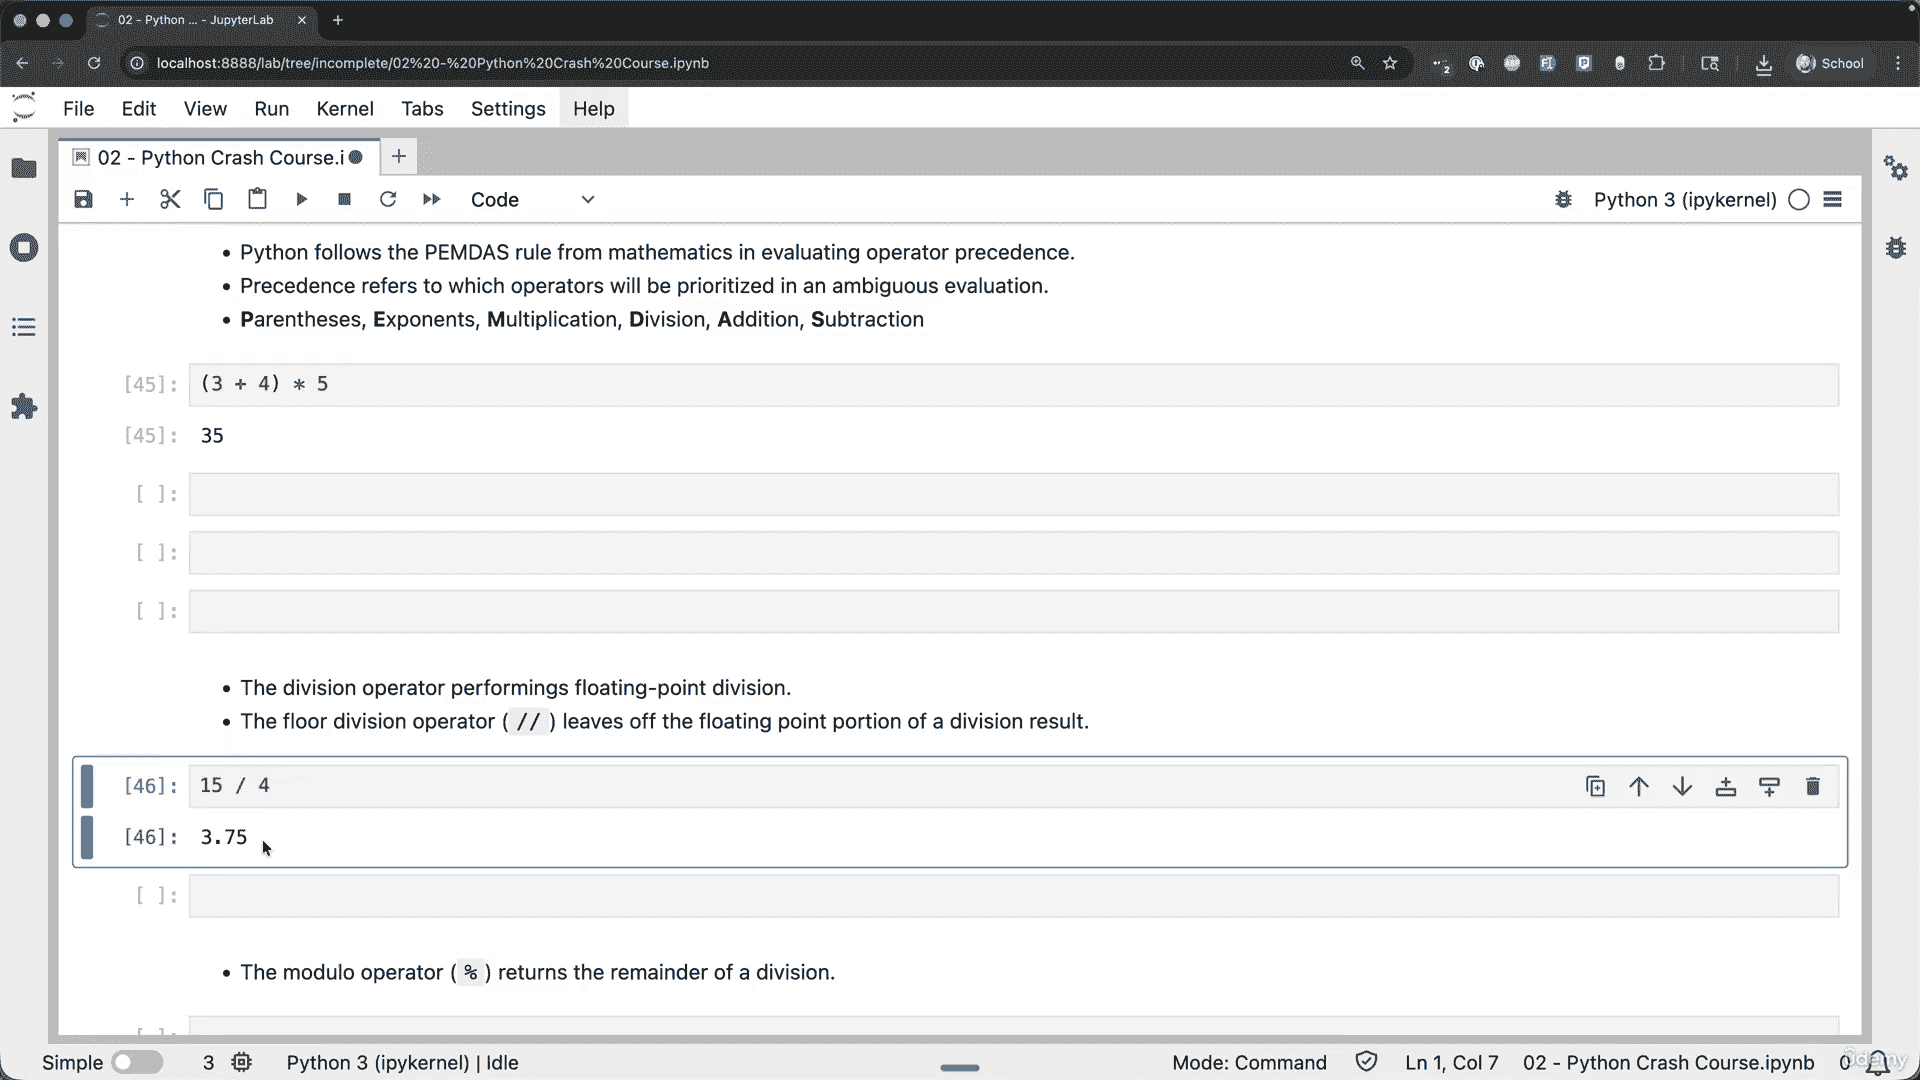 02 - Python ... - JupyterLab
localhost:8888/lab/tree/incomplete/02%20-%20Python%20Crash%20Course.ipynb
2
School
File Edit View Run Kernel Tabs Settings Help
02 - Python Crash Course.i
Code
Python 3 (ipykernel)
• Python follows the PEMDAS rule from mathematics in evaluating operator precedence.
• Precedence refers to which operators will be prioritized in an ambiguous evaluation.
• Parentheses, Exponents, Multiplication, Division, Addition, Subtraction
[45]: (3 + 4) * 5
[45]: 35
[ ]:
[ ]:
[ ]:
• The division operator performings floating-point division.
• The floor division operator ( // ) leaves off the floating point portion of a division result.
[46]: 15 / 4
[46]: 3.75
[ ]:
• The modulo operator ( % ) returns the remainder of a division.
[ ]:
Simple 3 Python 3 (ipykernel) | Idle Mode: Command Ln 1, Col 7 02 - Python Crash Course.ipynb 0
Udemy